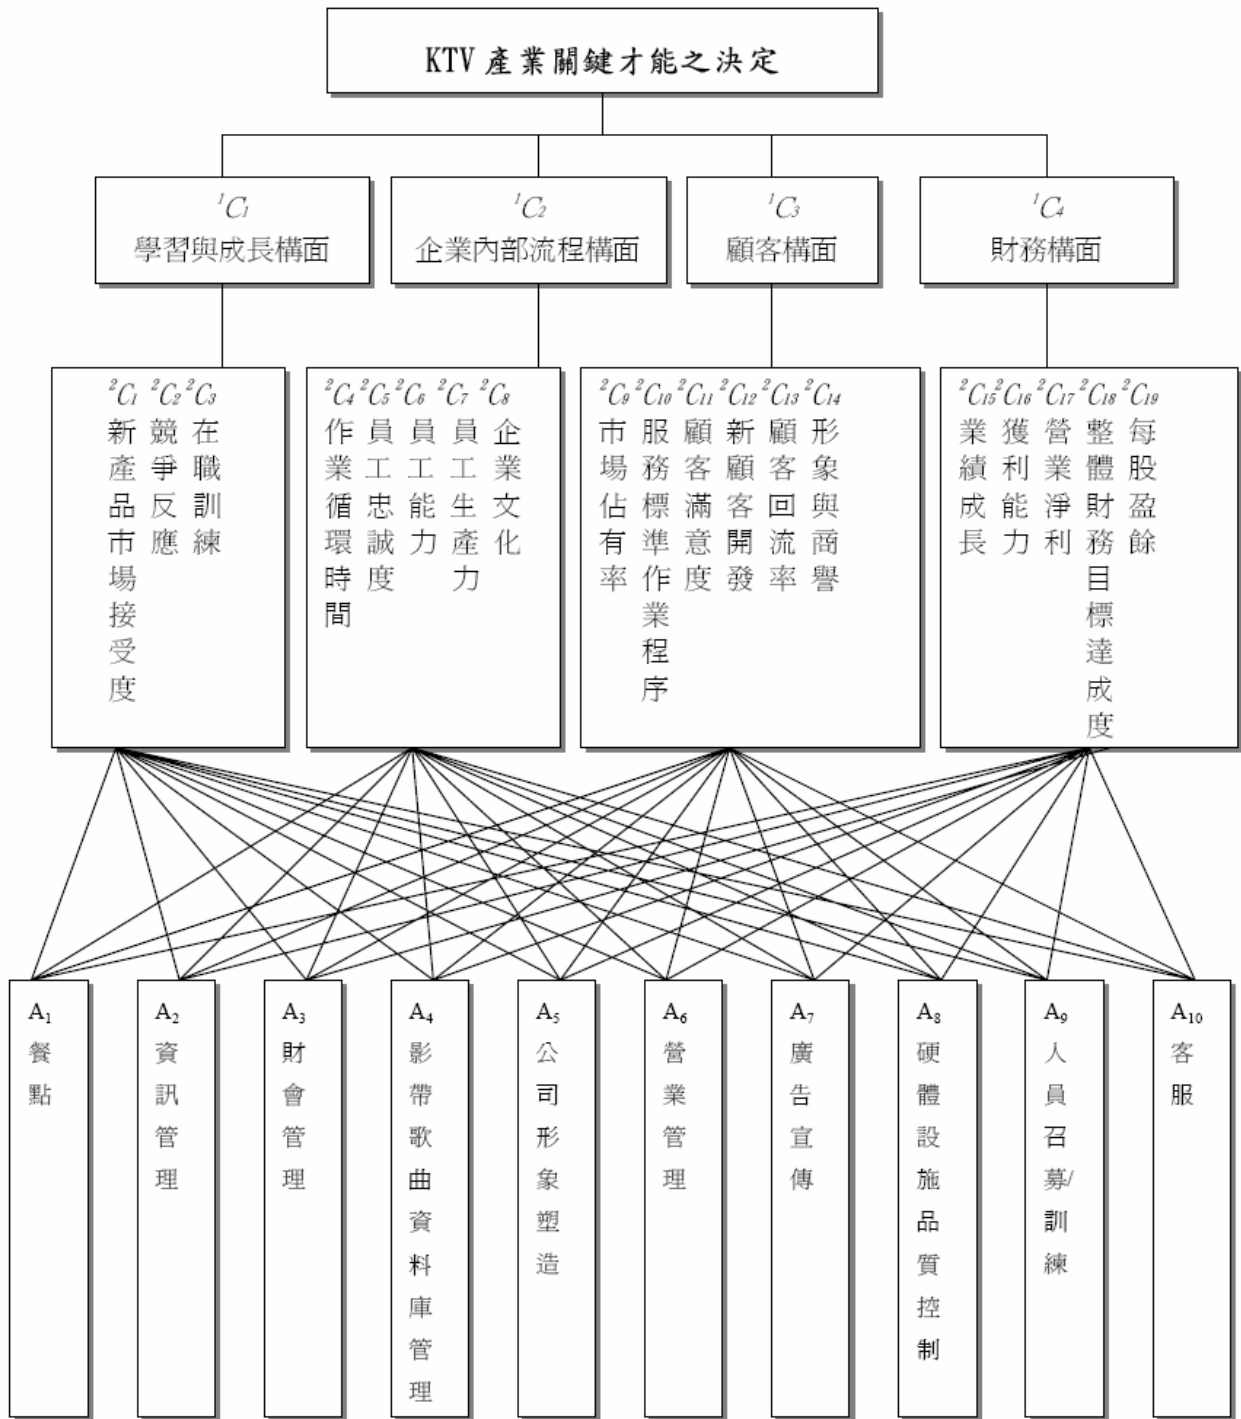 KTV 產業關鍵才能之決定
¹C₁
學習與成長構面
¹C₂
企業內部流程構面
¹C₃
顧客構面
¹C₄
財務構面
²C₁
新產品市場接受度
²C₂
競爭反應
²C₃
在職訓練
²C₄
作業循環時間
²C₅
員工忠誠度
²C₆
員工能力
²C₇
員工生產力
²C₈
企業文化
²C₉
市場佔有率
²C₁₀
服務標準作業程序
²C₁₁
顧客滿意度
²C₁₂
新顧客開發
²C₁₃
顧客回流率
²C₁₄
形象與商譽
²C₁₅
業績成長
²C₁₆
獲利能力
²C₁₇
營業淨利
²C₁₈
整體財務目標達成度
²C₁₉
每股盈餘
A₁
餐點
A₂
資訊管理
A₃
財會管理
A₄
影帶歌曲資料庫管理
A₅
公司形象塑造
A₆
營業管理
A₇
廣告宣傳
A₈
硬體設施品質控制
A₉
人員召募/訓練
A₁₀
客服